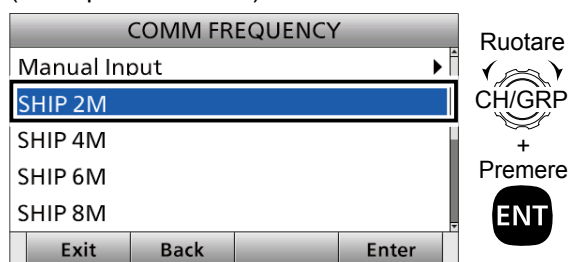 COMM FREQUENCY
Manual Input
SHIP 2M
SHIP 4M
SHIP 6M
SHIP 8M
Exit Back Enter
Ruotare
CH/GRP
+
Premere
ENT